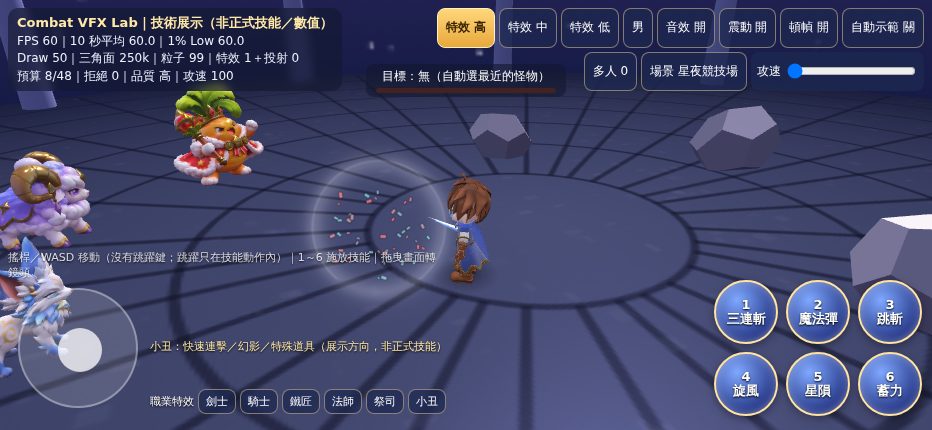 Combat VFX Lab｜技術展示（非正式技能／數值）
FPS 60｜10 秒平均 60.0｜1% Low 60.0
Draw 50｜三角面 250k｜粒子 99｜特效 1＋投射 0
預算 8/48｜拒絕 0｜品質 高｜攻速 100
特效 高
特效 中
特效 低
男
音效 開
震動 開
頓幀 開
自動示範 關
目標：無（自動選最近的怪物）
多人 0
場景 星夜競技場
攻速
搖桿／WASD 移動（沒有跳躍鍵；跳躍只在技能動作內）｜1～6 施放技能｜拖曳畫面轉
鏡頭
1
三連斬
2
魔法彈
3
跳斬
4
旋風
5
星隕
6
蓄力
小丑：快速連擊／幻影／特殊道具（展示方向，非正式技能）
職業特效
劍士
騎士
鐵匠
法師
祭司
小丑